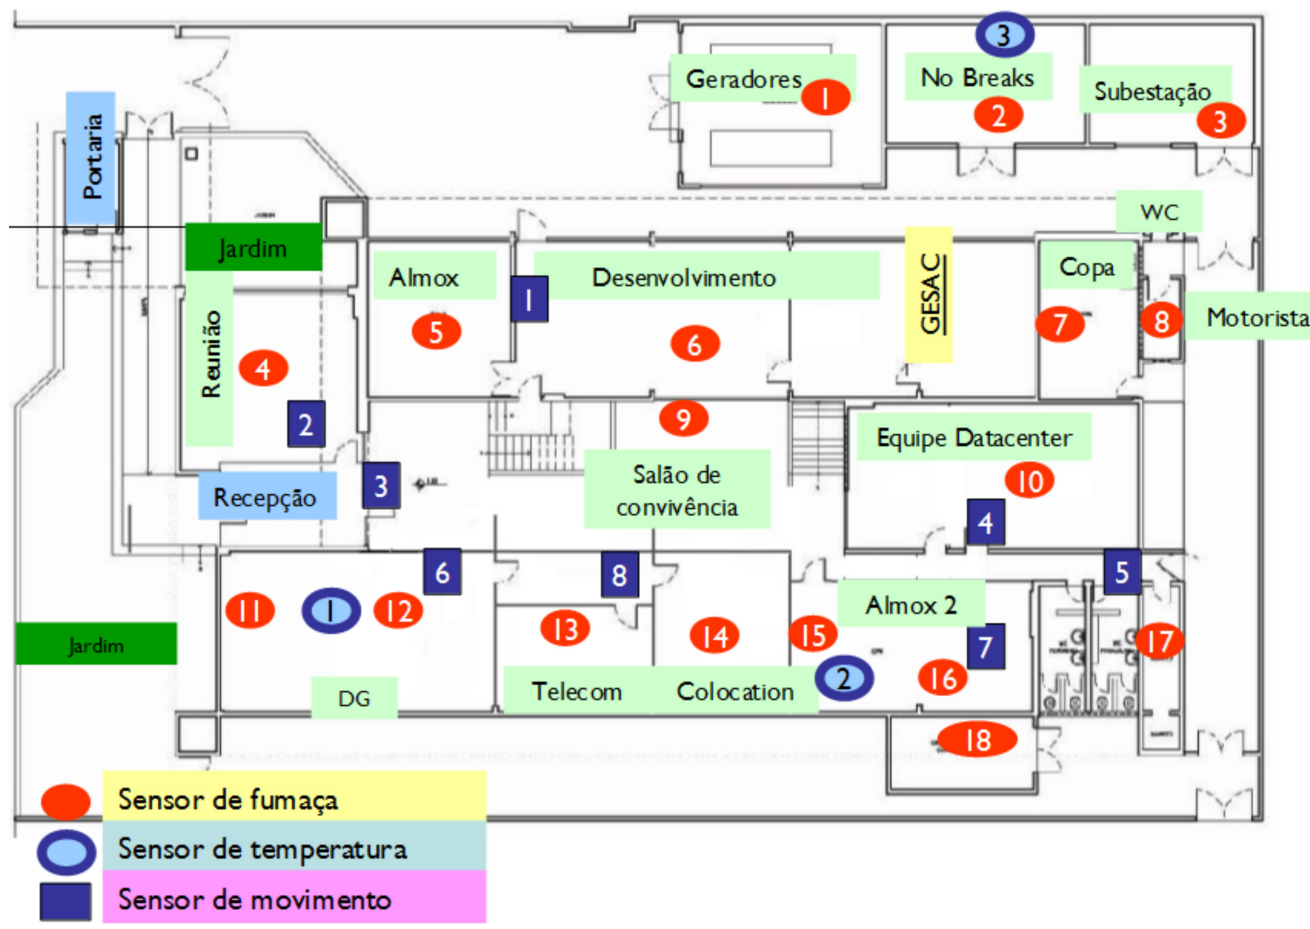 3
Geradores
1
No Breaks
2
Subestação
3
Portaria
WC
Jardim
Almox
1
Desenvolvimento
GESAC
Copa
Reunião
5
6
7
8
Motorista
4
2
9
Equipe Datacenter
Salão de
convivência
10
3
Recepção
4
6
8
5
11
1
12
13
14
15
Almox 2
7
17
Jardim
2
16
DG
Telecom
Colocation
18
Sensor de fumaça
Sensor de temperatura
Sensor de movimento